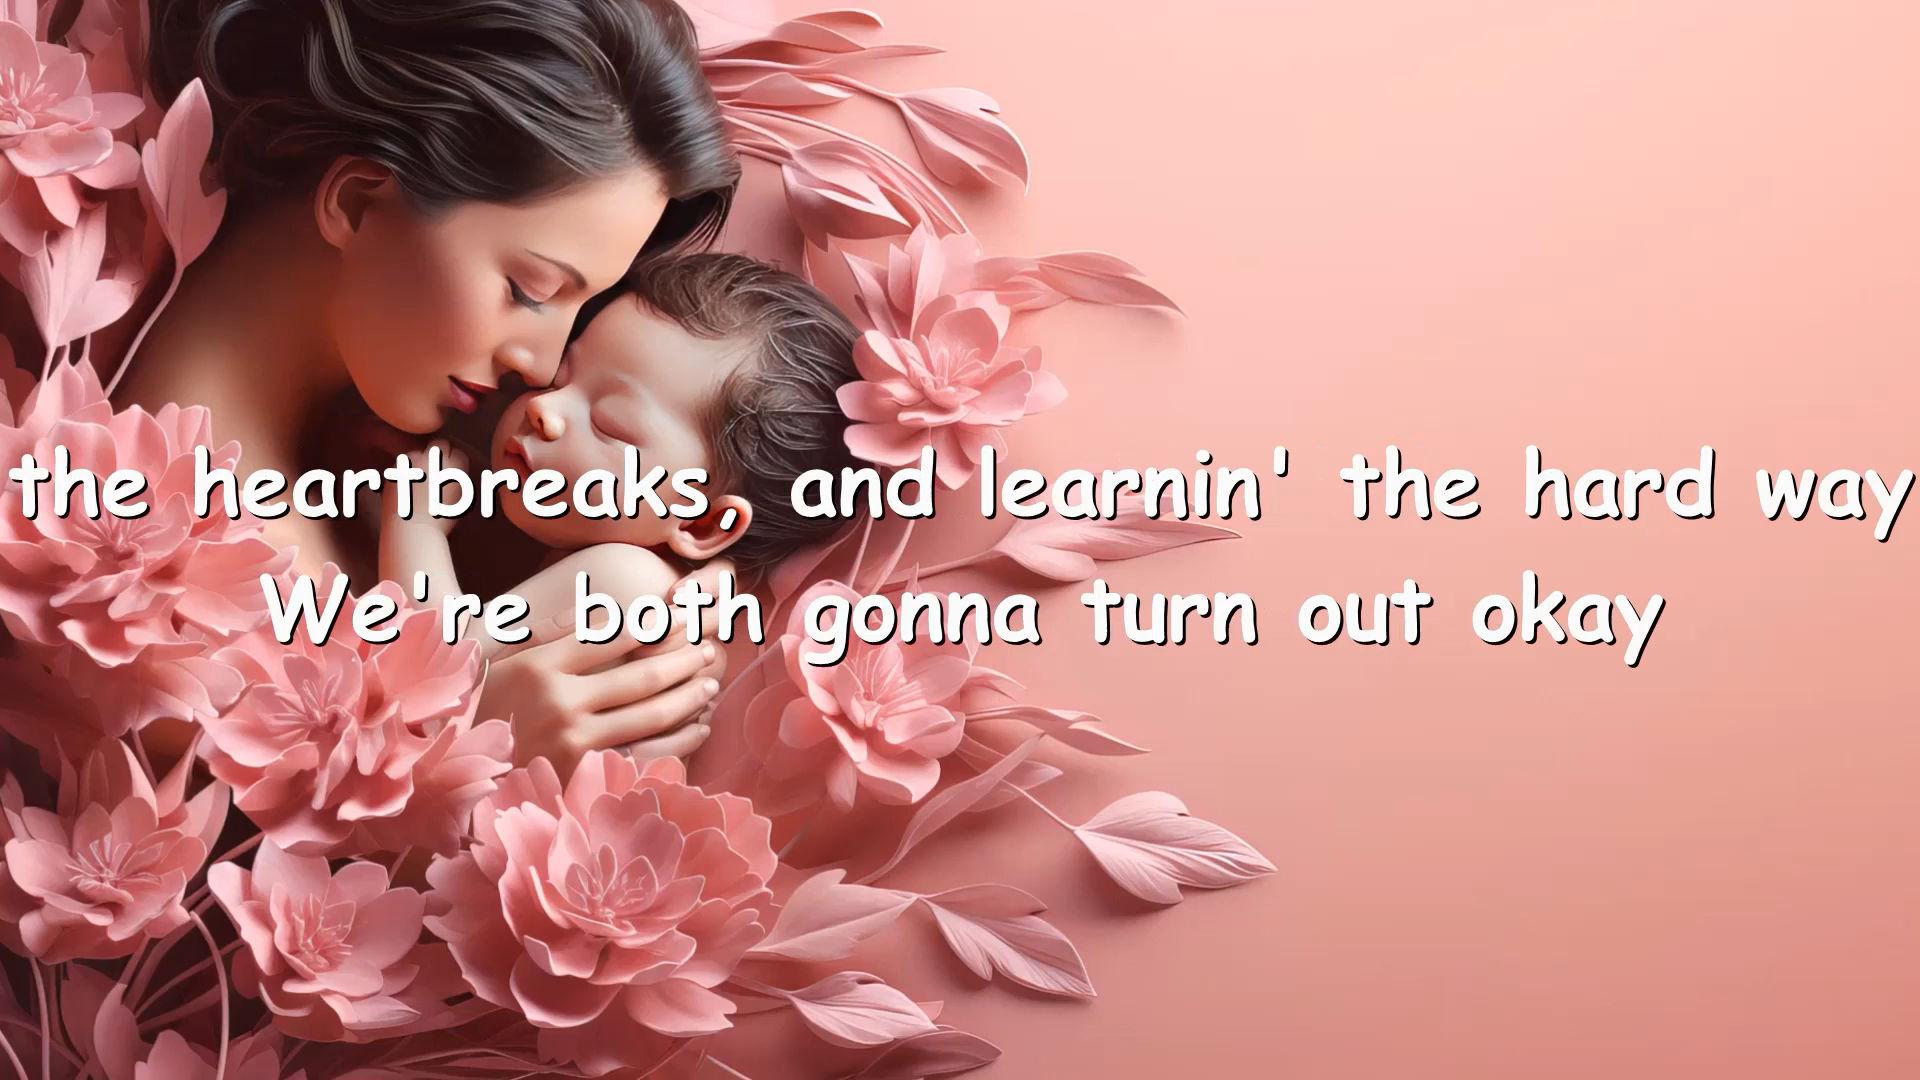 the heartbreaks, and learnin' the hard way
We're both gonna turn out okay